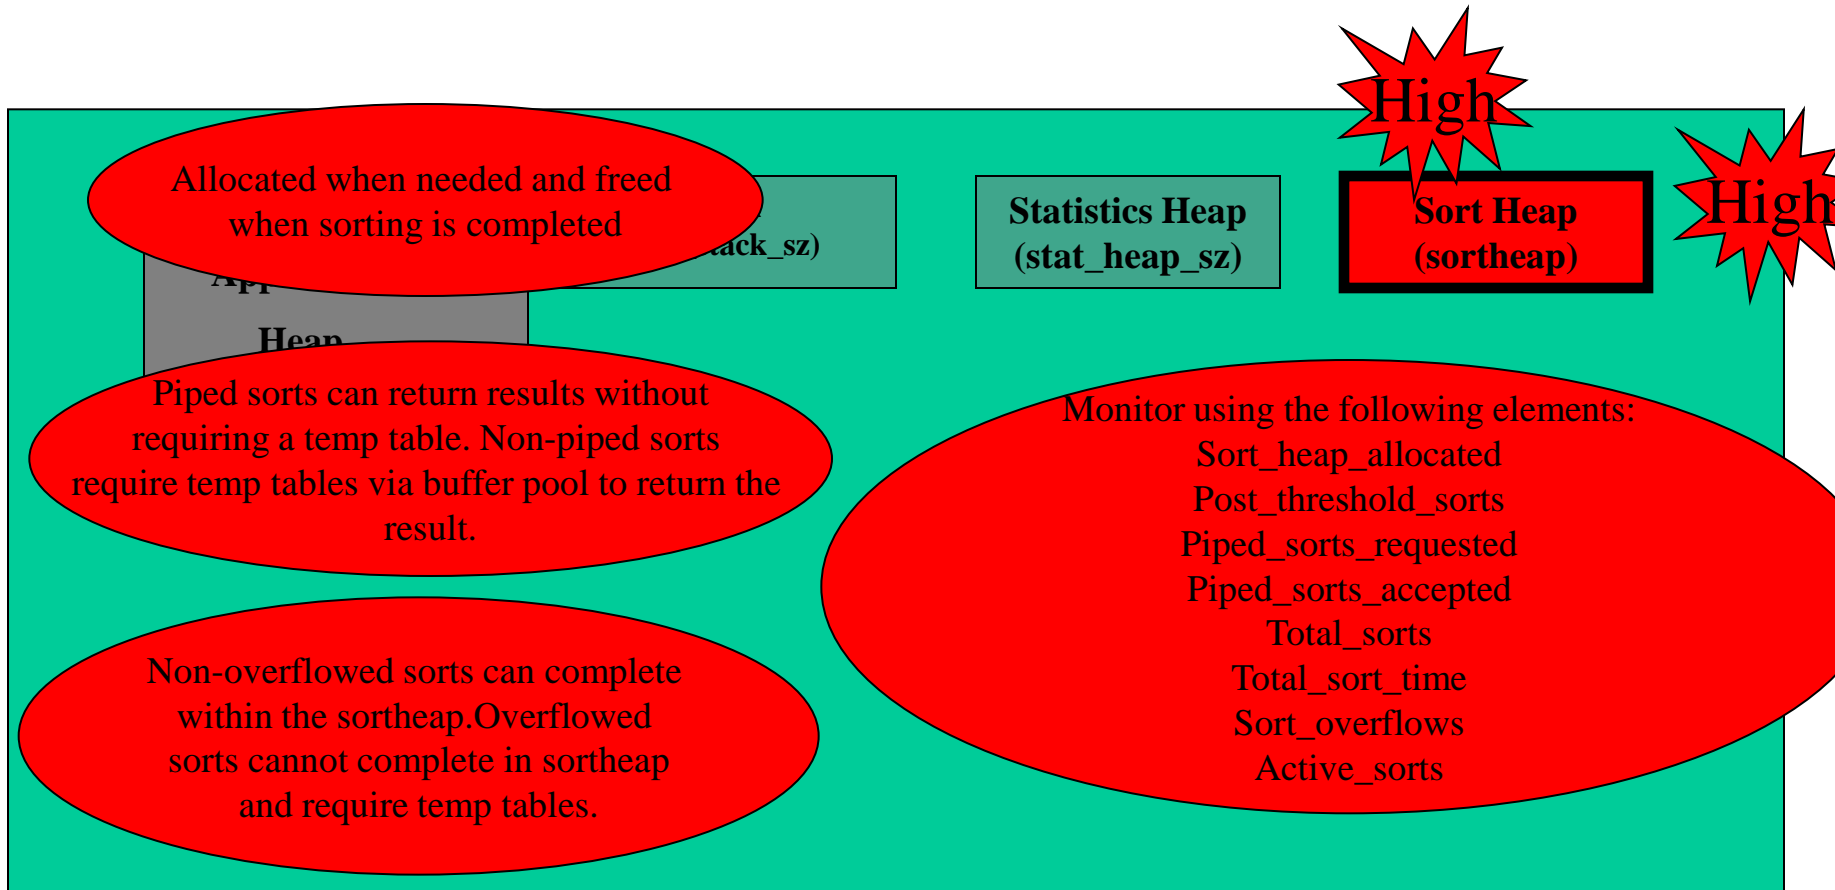 High
High
Allocated when needed and freed
when sorting is completed
Statistics Heap
(stat_heap_sz)
Sort Heap
(sortheap)
Heap
Piped sorts can return results without
requiring a temp table. Non-piped sorts
require temp tables via buffer pool to return the
result.
Monitor using the following elements:
Sort_heap_allocated
Post_threshold_sorts
Piped_sorts_requested
Piped_sorts_accepted
Total_sorts
Total_sort_time
Sort_overflows
Active_sorts
Non-overflowed sorts can complete
within the sortheap.Overflowed
sorts cannot complete in sortheap
and require temp tables.